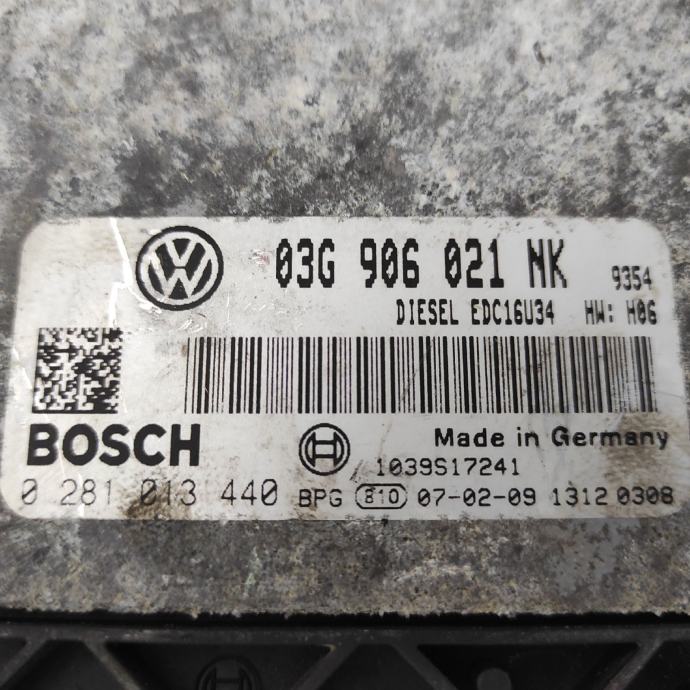 03G 906 021 NK 9354
DIESEL EDC16U34 HW: H06
BOSCH
Made in Germany
1039S17241
0 281 013 440 BPG E10 07-02-09 1312 0308